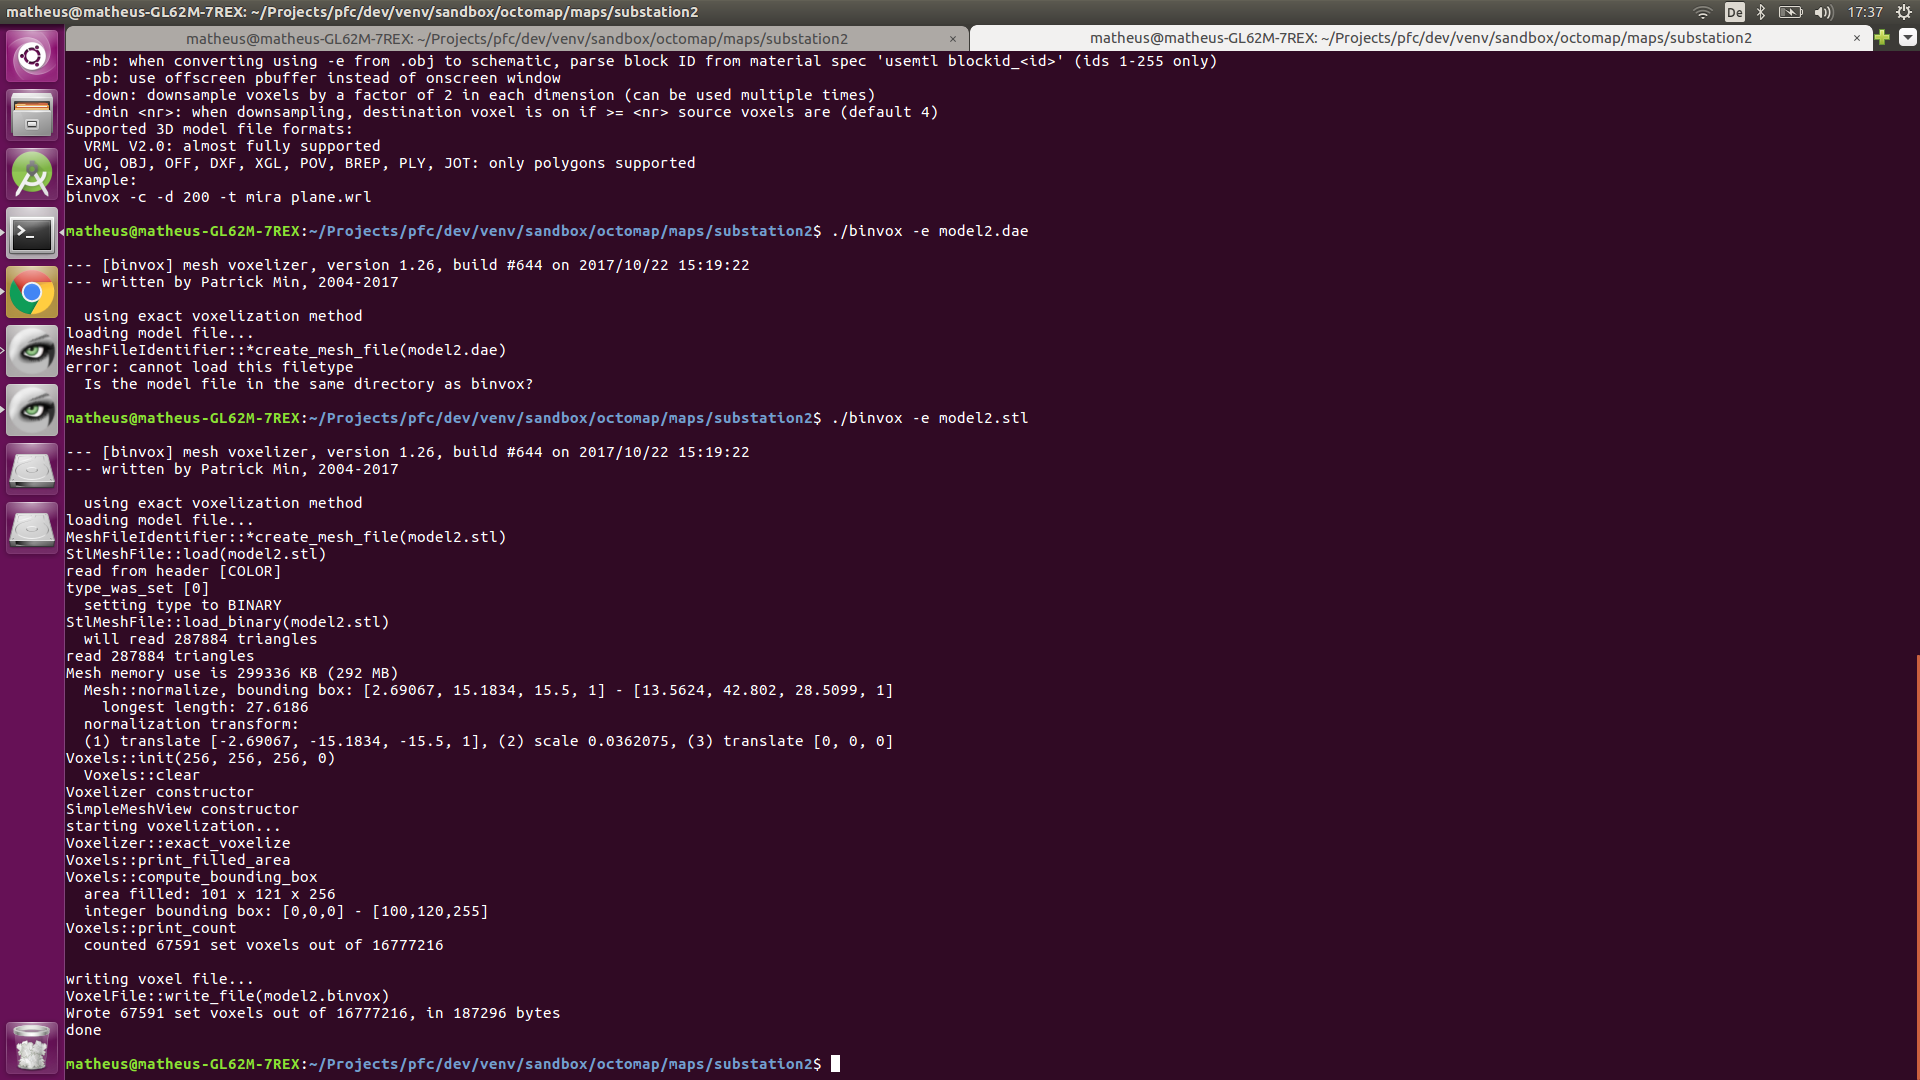 matheus@matheus-GL62M-7REX: ~/Projects/pfc/dev/venv/sandbox/octomap/maps/substation2
De
17:37
matheus@matheus-GL62M-7REX: ~/Projects/pfc/dev/venv/sandbox/octomap/maps/substation2 ×
matheus@matheus-GL62M-7REX: ~/Projects/pfc/dev/venv/sandbox/octomap/maps/substation2 ×
  -mb: when converting using -e from .obj to schematic, parse block ID from material spec 'usemtl blockid_<id>' (ids 1-255 only)
  -pb: use offscreen pbuffer instead of onscreen window
  -down: downsample voxels by a factor of 2 in each dimension (can be used multiple times)
  -dmin <nr>: when downsampling, destination voxel is on if >= <nr> source voxels are (default 4)
Supported 3D model file formats:
  VRML V2.0: almost fully supported
  UG, OBJ, OFF, DXF, XGL, POV, BREP, PLY, JOT: only polygons supported
Example:
binvox -c -d 200 -t mira plane.wrl
matheus@matheus-GL62M-7REX:~/Projects/pfc/dev/venv/sandbox/octomap/maps/substation2$ ./binvox -e model2.dae
--- [binvox] mesh voxelizer, version 1.26, build #644 on 2017/10/22 15:19:22
--- written by Patrick Min, 2004-2017
  using exact voxelization method
loading model file...
MeshFileIdentifier::*create_mesh_file(model2.dae)
error: cannot load this filetype
  Is the model file in the same directory as binvox?
matheus@matheus-GL62M-7REX:~/Projects/pfc/dev/venv/sandbox/octomap/maps/substation2$ ./binvox -e model2.stl
--- [binvox] mesh voxelizer, version 1.26, build #644 on 2017/10/22 15:19:22
--- written by Patrick Min, 2004-2017
  using exact voxelization method
loading model file...
MeshFileIdentifier::*create_mesh_file(model2.stl)
StlMeshFile::load(model2.stl)
read from header [COLOR]
type_was_set [0]
  setting type to BINARY
StlMeshFile::load_binary(model2.stl)
  will read 287884 triangles
read 287884 triangles
Mesh memory use is 299336 KB (292 MB)
  Mesh::normalize, bounding box: [2.69067, 15.1834, 15.5, 1] - [13.5624, 42.802, 28.5099, 1]
    longest length: 27.6186
  normalization transform:
  (1) translate [-2.69067, -15.1834, -15.5, 1], (2) scale 0.0362075, (3) translate [0, 0, 0]
Voxels::init(256, 256, 256, 0)
  Voxels::clear
Voxelizer constructor
SimpleMeshView constructor
starting voxelization...
Voxelizer::exact_voxelize
Voxels::print_filled_area
Voxels::compute_bounding_box
  area filled: 101 x 121 x 256
  integer bounding box: [0,0,0] - [100,120,255]
Voxels::print_count
  counted 67591 set voxels out of 16777216
writing voxel file...
VoxelFile::write_file(model2.binvox)
Wrote 67591 set voxels out of 16777216, in 187296 bytes
done
matheus@matheus-GL62M-7REX:~/Projects/pfc/dev/venv/sandbox/octomap/maps/substation2$